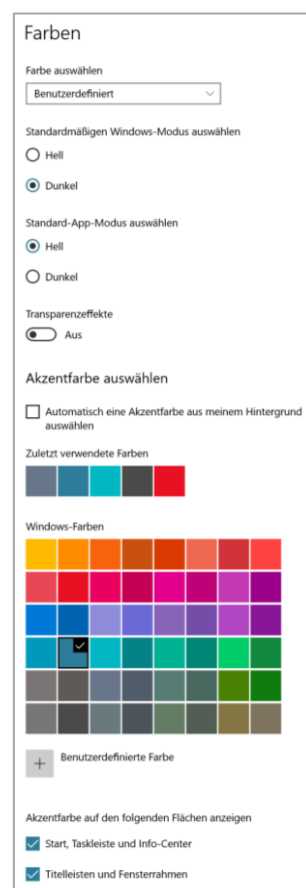 Farben
Farbe auswählen
Benutzerdefiniert
Standardmäßigen Windows-Modus auswählen
Hell
Dunkel
Standard-App-Modus auswählen
Hell
Dunkel
Transparenzeffekte
Aus
Akzentfarbe auswählen
Automatisch eine Akzentfarbe aus meinem Hintergrund
auswählen
Zuletzt verwendete Farben
Windows-Farben
Benutzerdefinierte Farbe
Akzentfarbe auf den folgenden Flächen anzeigen
Start, Taskleiste und Info-Center
Titelleisten und Fensterrahmen